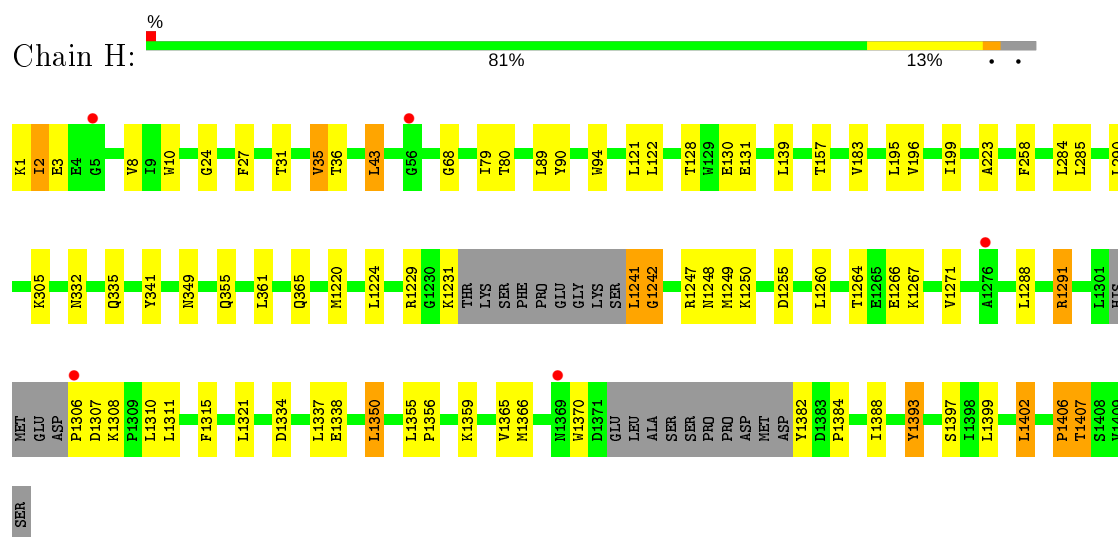 %
Chain H:
81% 13% • •
K1 I2 E3 E4 G5 V8 I9 W10 G24 F27 T31 V35 T36 L43 G56 G68 I79 T80 L89 Y90 W94 L121 L122 T128 W129 E130 E131 L139 T157 V183 L195 V196 I199 A223 F258 L284 L285
K305 N332 Q335 Y341 N349 Q355 L361 Q365 M1220 L1224 R1229 G1230 K1231 THR LYS SER PHE PRO GLU GLY LYS SER L1241 G1242 R1247 N1248 M1249 K1250 D1255 L1260 T1264 E1265 E1266 K1267 V1271 A1276 L1288 R1291 L1301 HIS
MET GLU ASP P1306 D1307 K1308 P1309 L1310 L1311 F1315 L1321 D1334 L1337 E1338 L1350 L1355 P1356 K1359 V1365 M1366 N1369 W1370 D1371 GLU LEU ALA SER SER PRO PRO ASP MET ASP Y1382 D1383 P1384 I1388 Y1393 S1397 I1398 L1399 L1402 P1406 T1407 S1408
SER